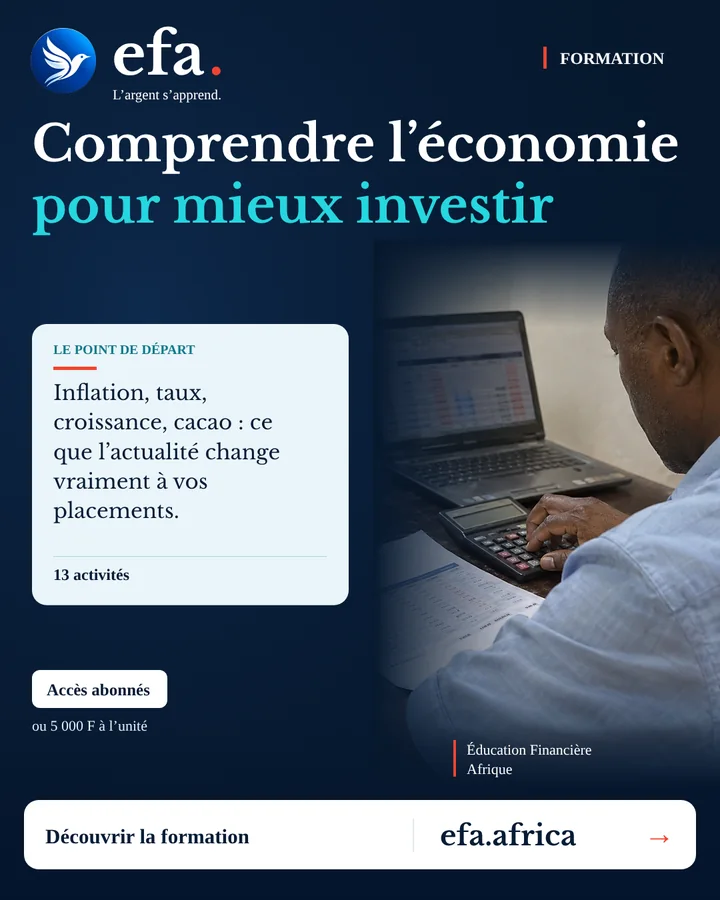 efa.
L’argent s’apprend.
FORMATION
Comprendre l’économie
pour mieux investir
LE POINT DE DÉPART
Inflation, taux,
croissance, cacao : ce
que l’actualité change
vraiment à vos
placements.
13 activités
Accès abonnés
ou 5 000 F à l’unité
Éducation Financière
Afrique
Découvrir la formation
efa.africa →